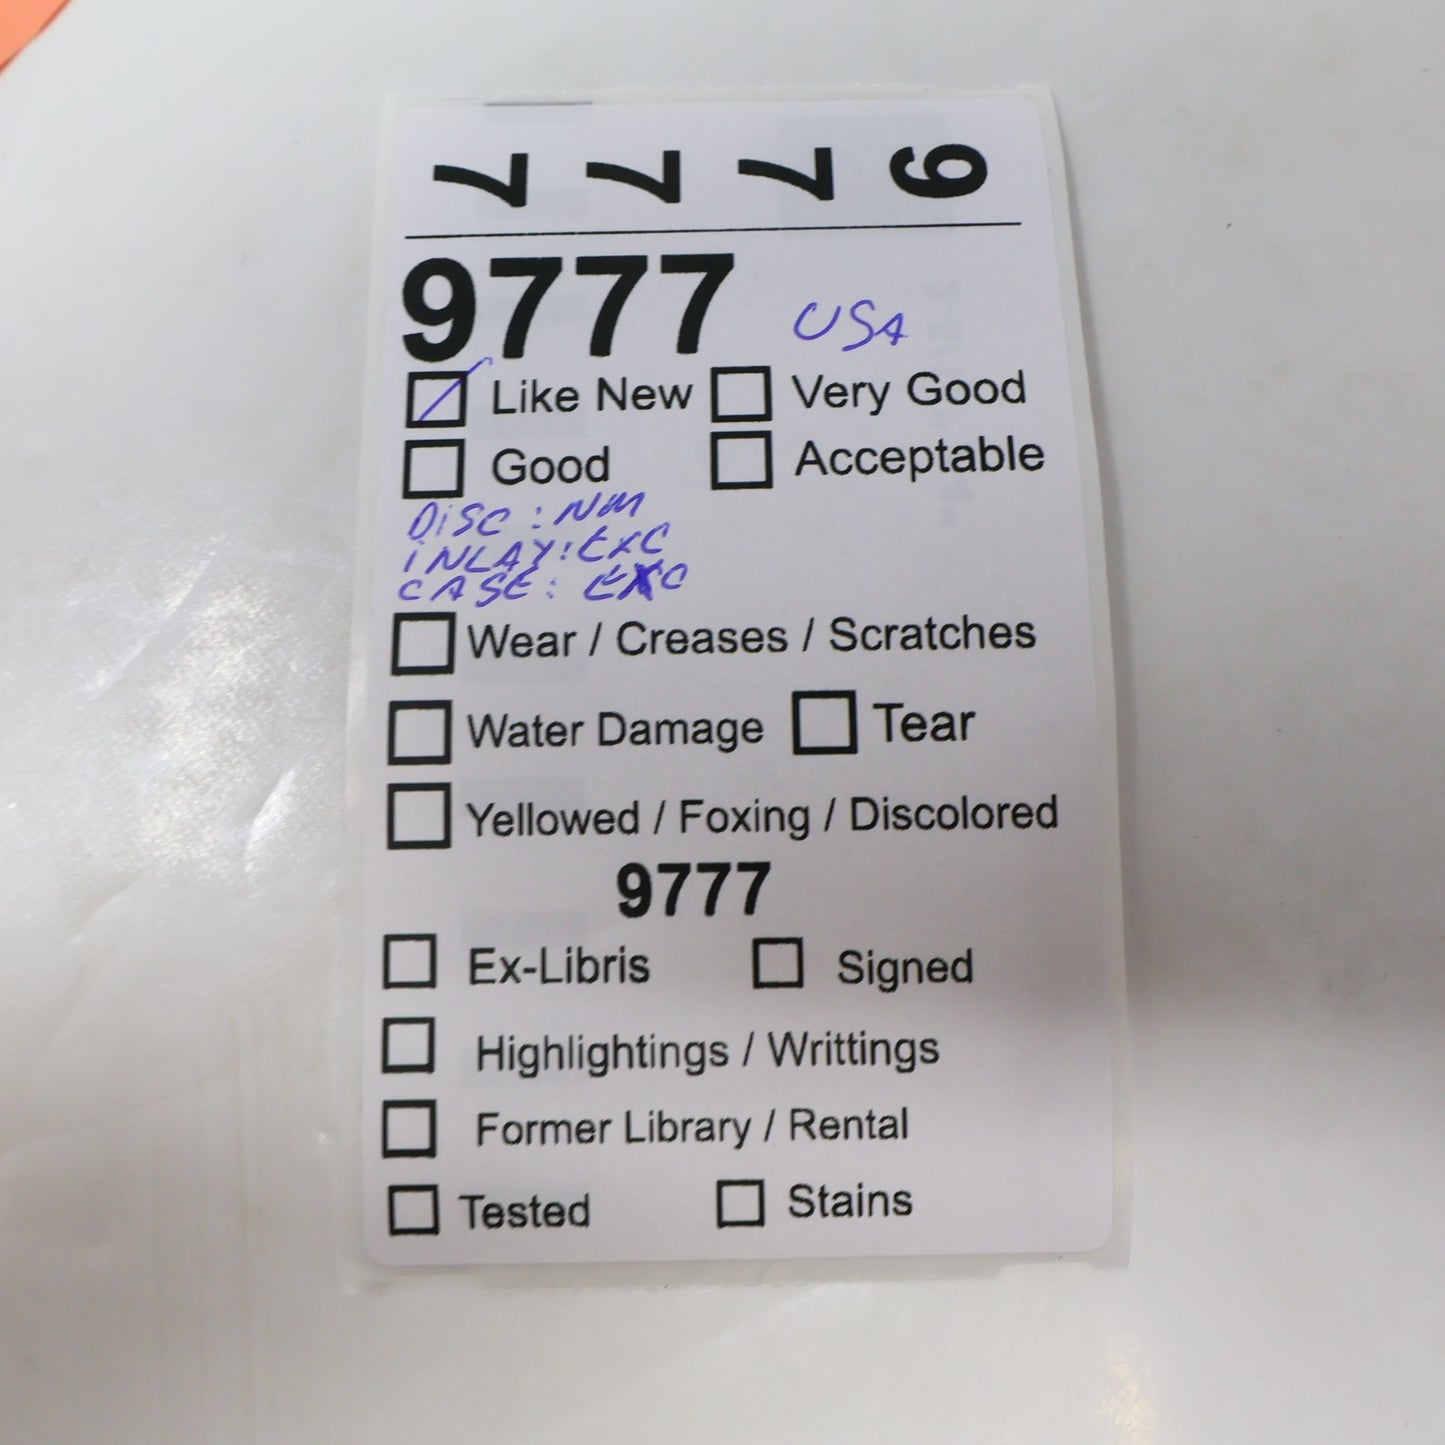 9777
9777 USA
Like New Very Good
Good Acceptable
DISC: NM
INLAY: EXC
CASE: EXC
Wear / Creases / Scratches
Water Damage Tear
Yellowed / Foxing / Discolored
9777
Ex-Libris Signed
Highlightings / Writtings
Former Library / Rental
Tested Stains